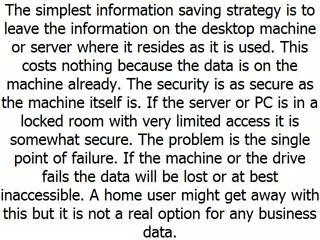 The simplest information saving strategy is to
leave the information on the desktop machine
or server where it resides as it is used. This
costs nothing because the data is on the
machine already. The security is as secure as
the machine itself is. If the server or PC is in a
locked room with very limited access it is
somewhat secure. The problem is the single
point of failure. If the machine or the drive
fails the data will be lost or at best
inaccessible. A home user might get away with
this but it is not a real option for any business
data.